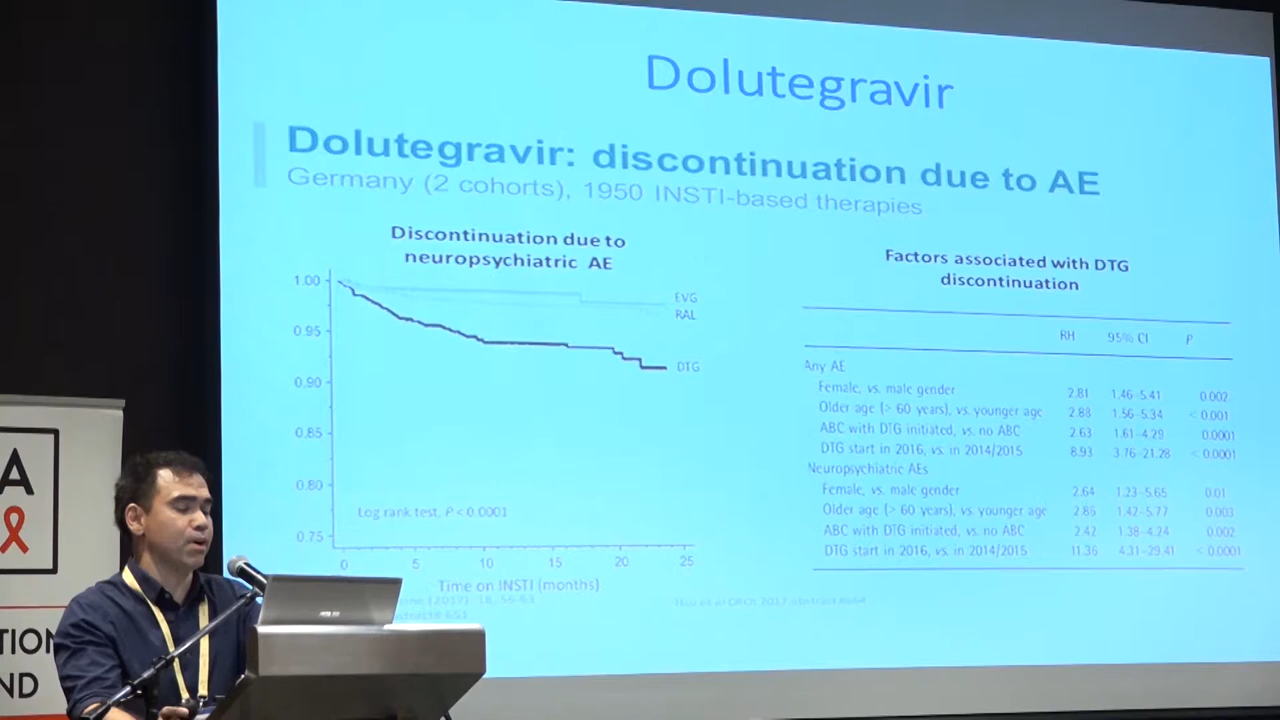 Dolutegravir
Dolutegravir: discontinuation due to AE
Germany (2 cohorts), 1950 INSTI-based therapies
Discontinuation due to
neuropsychiatric AE
1.00
0.95
0.90
0.85
0.80
0.75
EVG
RAL
DTG
Log rank test, P < 0.0001
0 5 10 15 20 25
Time on INSTI (months)
(2017) 18, 56-63
651
Factors associated with DTG
discontinuation
RH 95% CI P
Any AE
Female, vs. male gender 2.81 1.46–5.41 0.002
Older age (> 60 years), vs. younger age 2.88 1.56–5.34 < 0.001
ABC with DTG initiated, vs. no ABC 2.63 1.61–4.29 0.0001
DTG start in 2016, vs. in 2014/2015 8.93 3.76–21.28 < 0.0001
Neuropsychiatric AEs
Female, vs. male gender 2.64 1.23–5.65 0.01
Older age (> 60 years), vs. younger age 2.86 1.42–5.77 0.003
ABC with DTG initiated, vs. no ABC 2.42 1.38–4.24 0.002
DTG start in 2016, vs. in 2014/2015 11.36 4.31–29.41 < 0.0001
2017 abstract
A
TION
ND